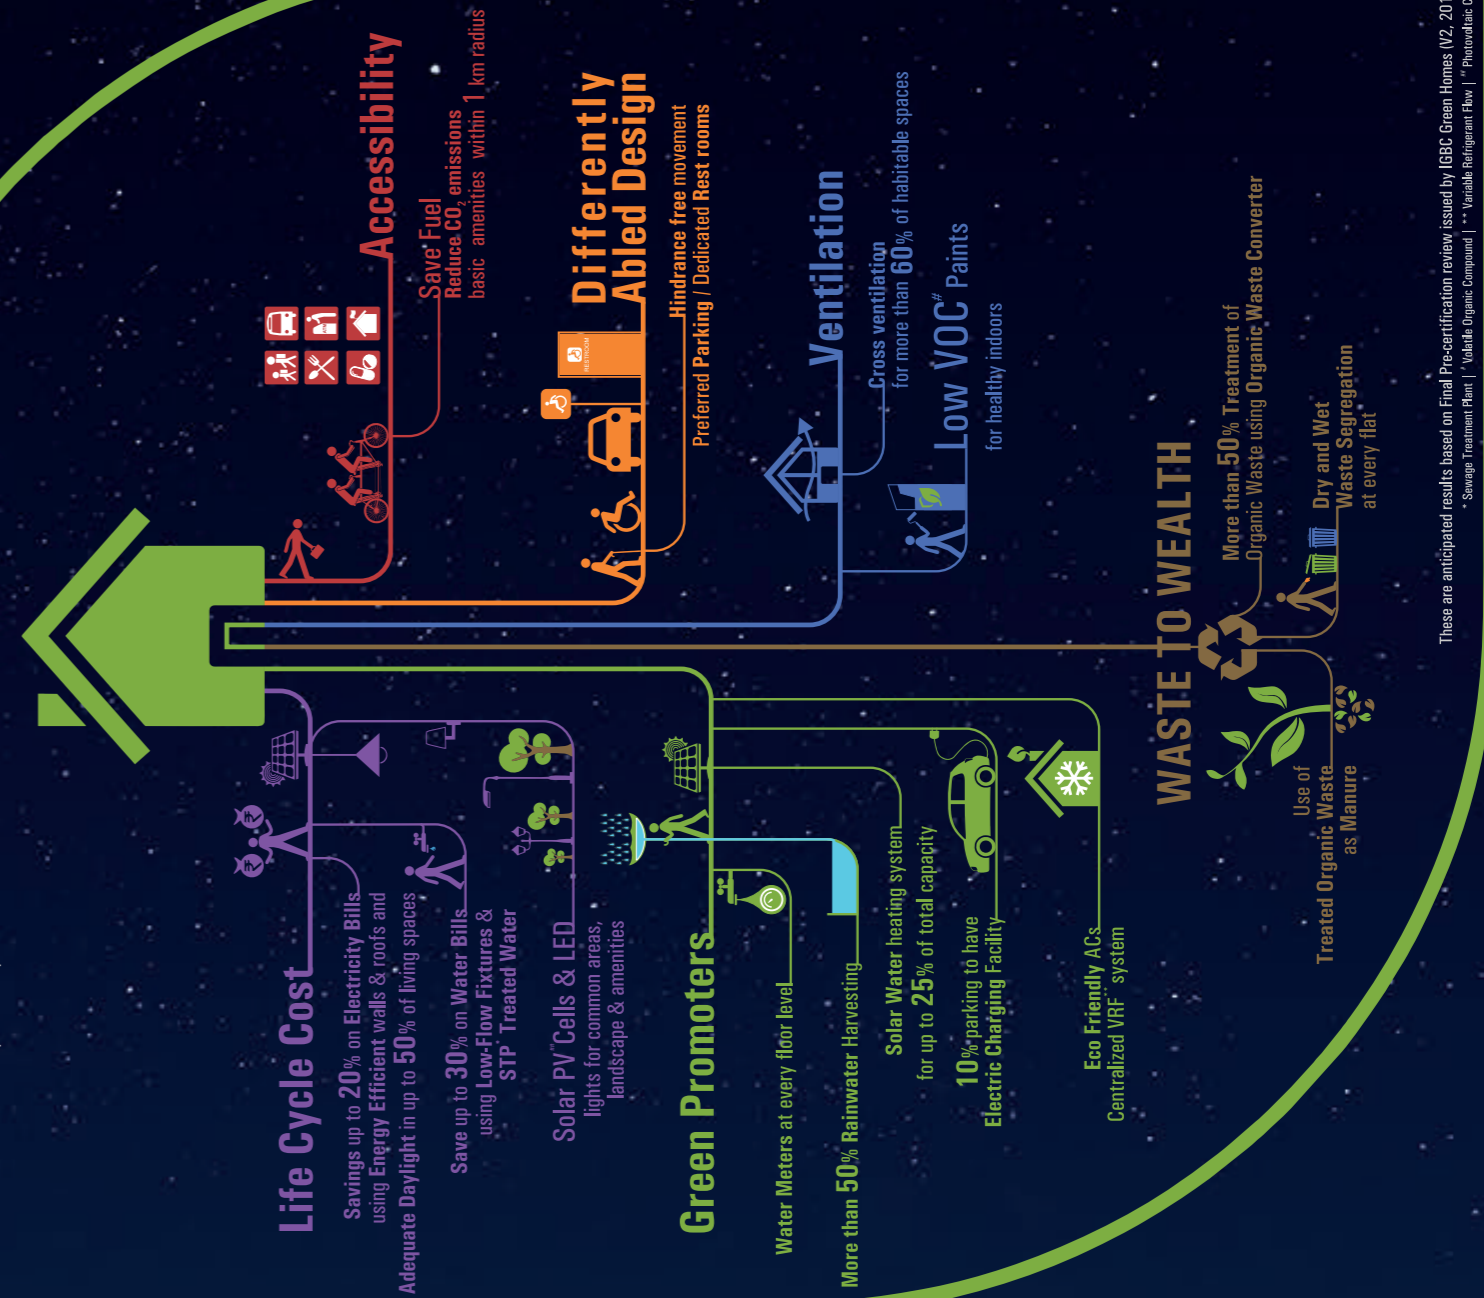 Life Cycle Cost
Savings up to 20% on Electricity Bills
using Energy Efficient walls & roofs and
Adequate Daylight in up to 50% of living spaces
Save up to 30% on Water Bills
using Low-Flow Fixtures &
STP* Treated Water
Solar PV## Cells & LED
lights for common areas,
landscape & amenities
Green Promoters
Water Meters at every floor level
More than 50% Rainwater Harvesting
Solar Water heating system
for up to 25% of total capacity
10% parking to have
Electric Charging Facility
Eco Friendly ACs
Centralized VRF** system
Accessibility
Save Fuel
Reduce CO2 emissions
basic amenities within 1 km radius
RESTROOM
Differently
Abled Design
Hindrance free movement
Preferred Parking / Dedicated Rest rooms
Ventilation
Cross ventilation
for more than 60% of habitable spaces
Low VOC# Paints
for healthy indoors
WASTE TO WEALTH
More than 50% Treatment of
Organic Waste using Organic Waste Converter
Dry and Wet
Waste Segregation
at every flat
Use of
Treated Organic Waste
as Manure
These are anticipated results based on Final Pre-certification review issued by IGBC Green Homes (V2,
* Sewage Treatment Plant | # Volatile Organic Compound | ** Variable Refrigerant Flow | ## Photovoltaic